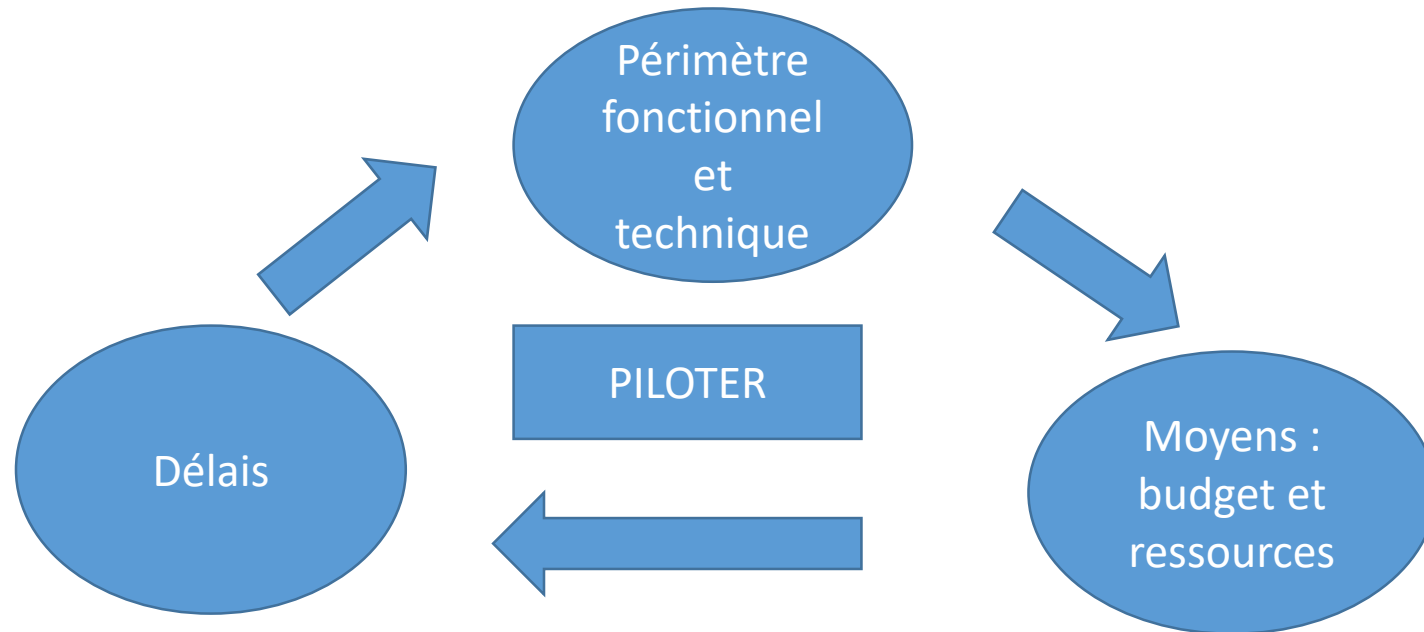 Périmètre
fonctionnel
et
technique
PILOTER
Délais
Moyens :
budget et
ressources